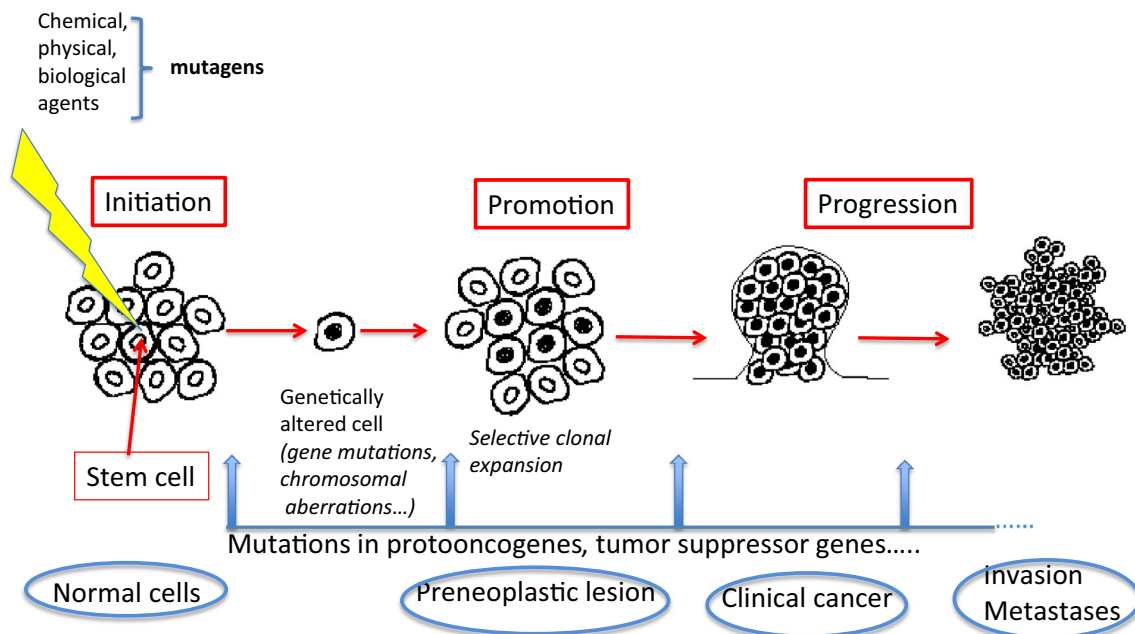 Chemical,
physical,
biological
agents
mutagens
Initiation
Promotion
Progression
Stem cell
Genetically
altered cell
(gene mutations,
chromosomal
aberrations…)
Selective clonal
expansion
Mutations in protooncogenes, tumor suppressor genes…..
Normal cells
Preneoplastic lesion
Clinical cancer
Invasion
Metastases